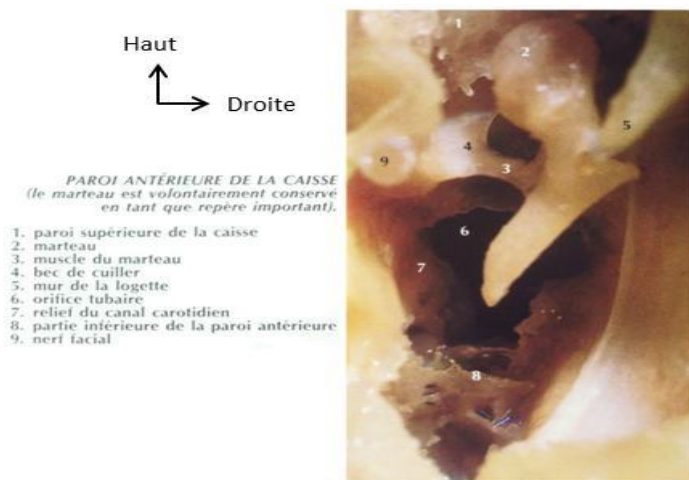 Haut
Droite
PAROI ANTÉRIEURE DE LA CAISSE
(le marteau est volontairement conservé
en tant que repère important).
1. paroi supérieure de la caisse
2. marteau
3. muscle du marteau
4. bec de cuiller
5. mur de la logette
6. orifice tubaire
7. relief du canal carotidien
8. partie inférieure de la paroi antérieure
9. nerf facial
1
2
5
4
9
3
6
7
8